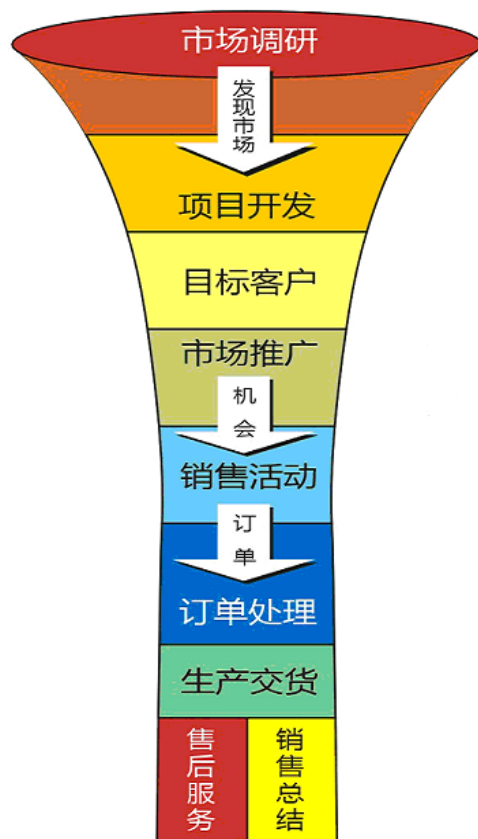 市场调研
发现市场
项目开发
目标客户
市场推广
机会
销售活动
订单
订单处理
生产交货
售后服务
销售总结